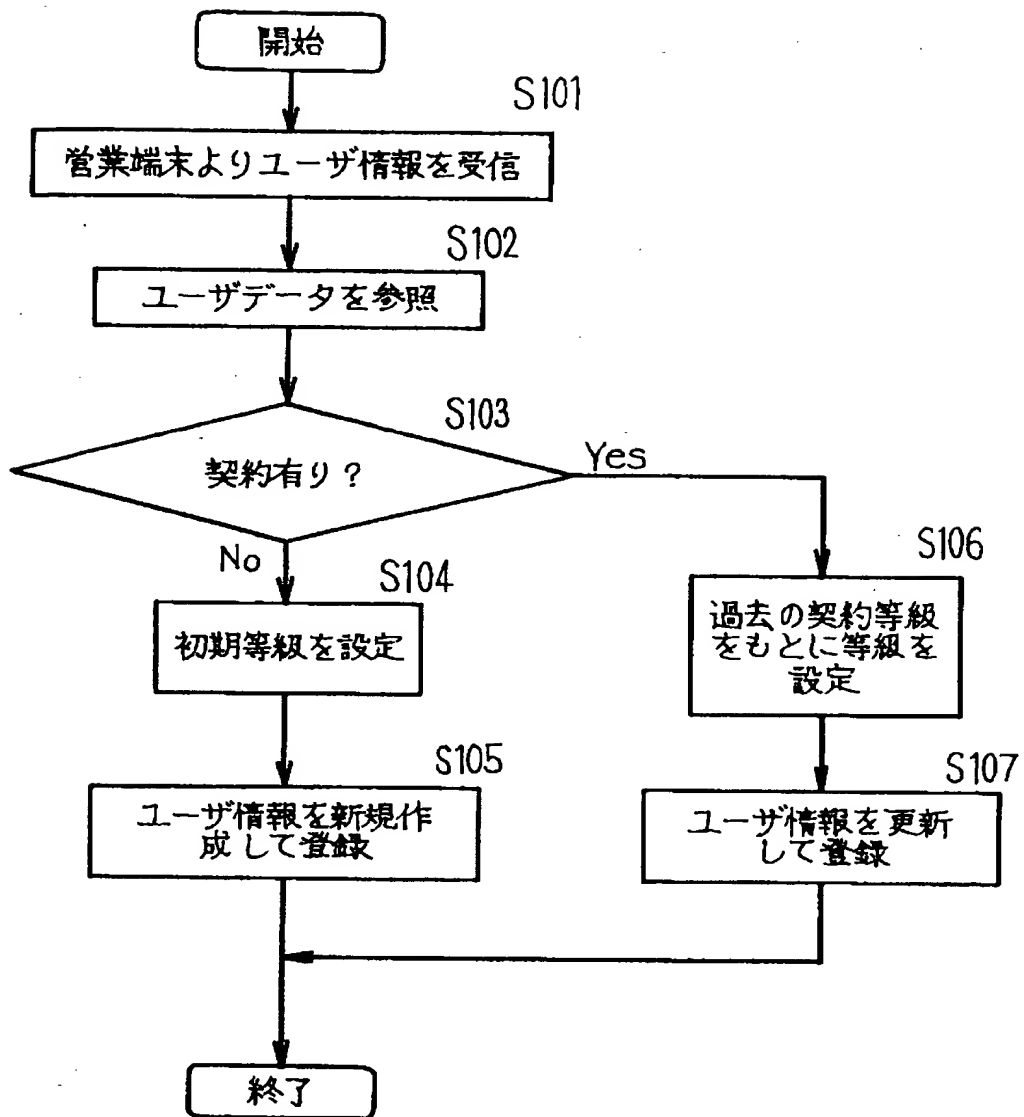 開始
S101
営業端末よりユーザ情報を受信
S102
ユーザデータを参照
S103
契約有り？
Yes
No
S104
初期等級を設定
S105
ユーザ情報を新規作
成して登録
S106
過去の契約等級
をもとに等級を
設定
S107
ユーザ情報を更新
して登録
終了